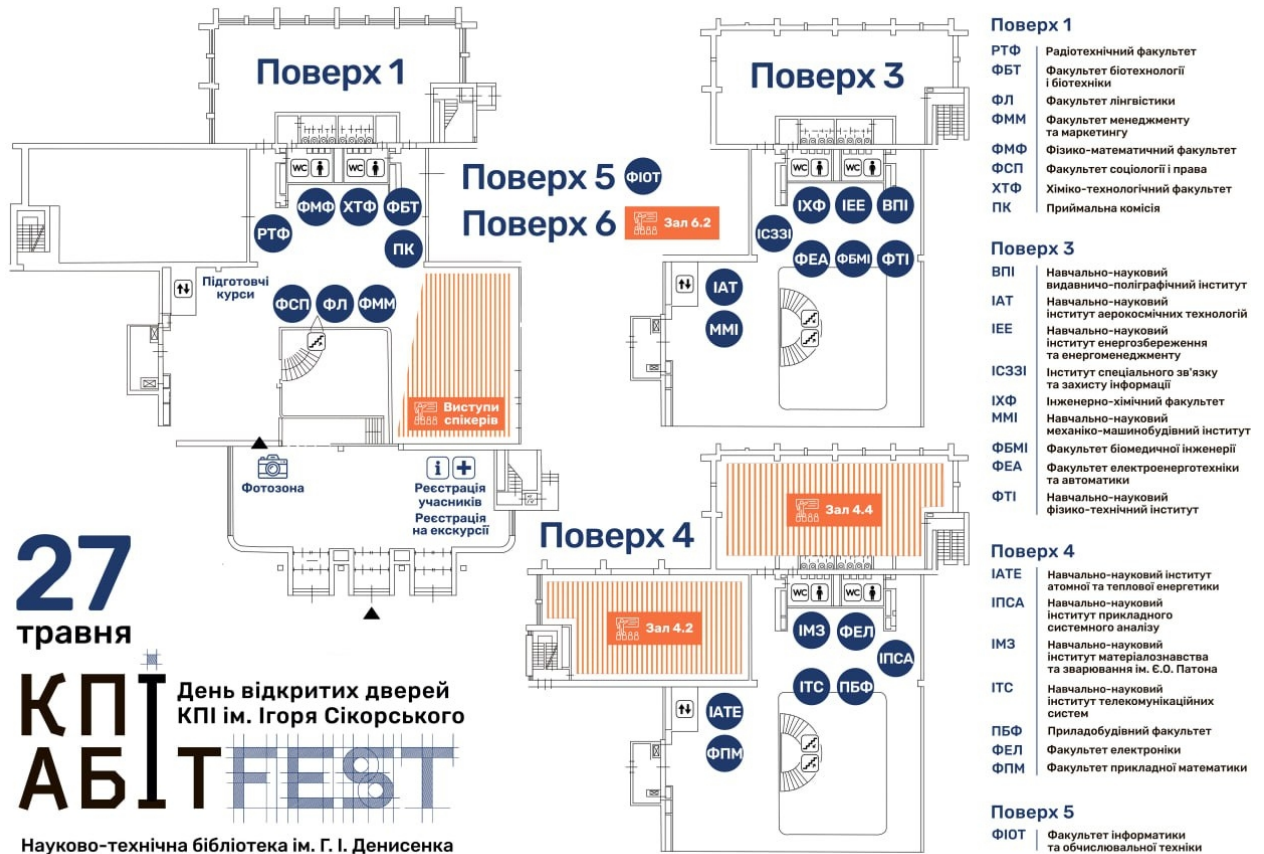 Поверх 1
WC
WC
ФМФ
ХТФ
ФБТ
РТФ
ПК
Підготовчі
курси
ФСП
ФЛ
ФММ
Виступи
спікерів
Фотозона
i
Реєстрація
учасників
Реєстрація
на екскурсії
Поверх 5
ФІОТ
Поверх 6
Зал 6.2
Поверх 3
WC
WC
ІХФ
ІЕЕ
ВПІ
ІСЗЗІ
ФЕА
ФБМІ
ФТІ
ІАТ
ММІ
Поверх 4
Зал 4.4
Зал 4.2
WC
WC
ІМЗ
ФЕЛ
ІПСА
ІТС
ПБФ
ІАТЕ
ФПМ
27
травня
КПІ
АБІТ FEST
День відкритих дверей
КПІ ім. Ігоря Сікорського
Науково-технічна бібліотека ім. Г. І. Денисенка
Поверх 1
РТФ Радіотехнічний факультет
ФБТ Факультет біотехнології
і біотехніки
ФЛ Факультет лінгвістики
ФММ Факультет менеджменту
та маркетингу
ФМФ Фізико-математичний факультет
ФСП Факультет соціології і права
ХТФ Хіміко-технологічний факультет
ПК Приймальна комісія
Поверх 3
ВПІ Навчально-науковий
видавничо-поліграфічний інститут
ІАТ Навчально-науковий
інститут аерокосмічних технологій
ІЕЕ Навчально-науковий
інститут енергозбереження
та енергоменеджменту
ІСЗЗІ Інститут спеціального зв'язку
та захисту інформації
ІХФ Інженерно-хімічний факультет
ММІ Навчально-науковий
механіко-машинобудівний інститут
ФБМІ Факультет біомедичної інженерії
ФЕА Факультет електроенерготехніки
та автоматики
ФТІ Навчально-науковий
фізико-технічний інститут
Поверх 4
ІАТЕ Навчально-науковий інститут
атомної та теплової енергетики
ІПСА Навчально-науковий
інститут прикладного
системного аналізу
ІМЗ Навчально-науковий
інститут матеріалознавства
та зварювання ім. Є.О. Патона
ІТС Навчально-науковий
інститут телекомунікаційних
систем
ПБФ Приладобудівний факультет
ФЕЛ Факультет електроніки
ФПМ Факультет прикладної математики
Поверх 5
ФІОТ Факультет інформатики
та обчислювальної техніки